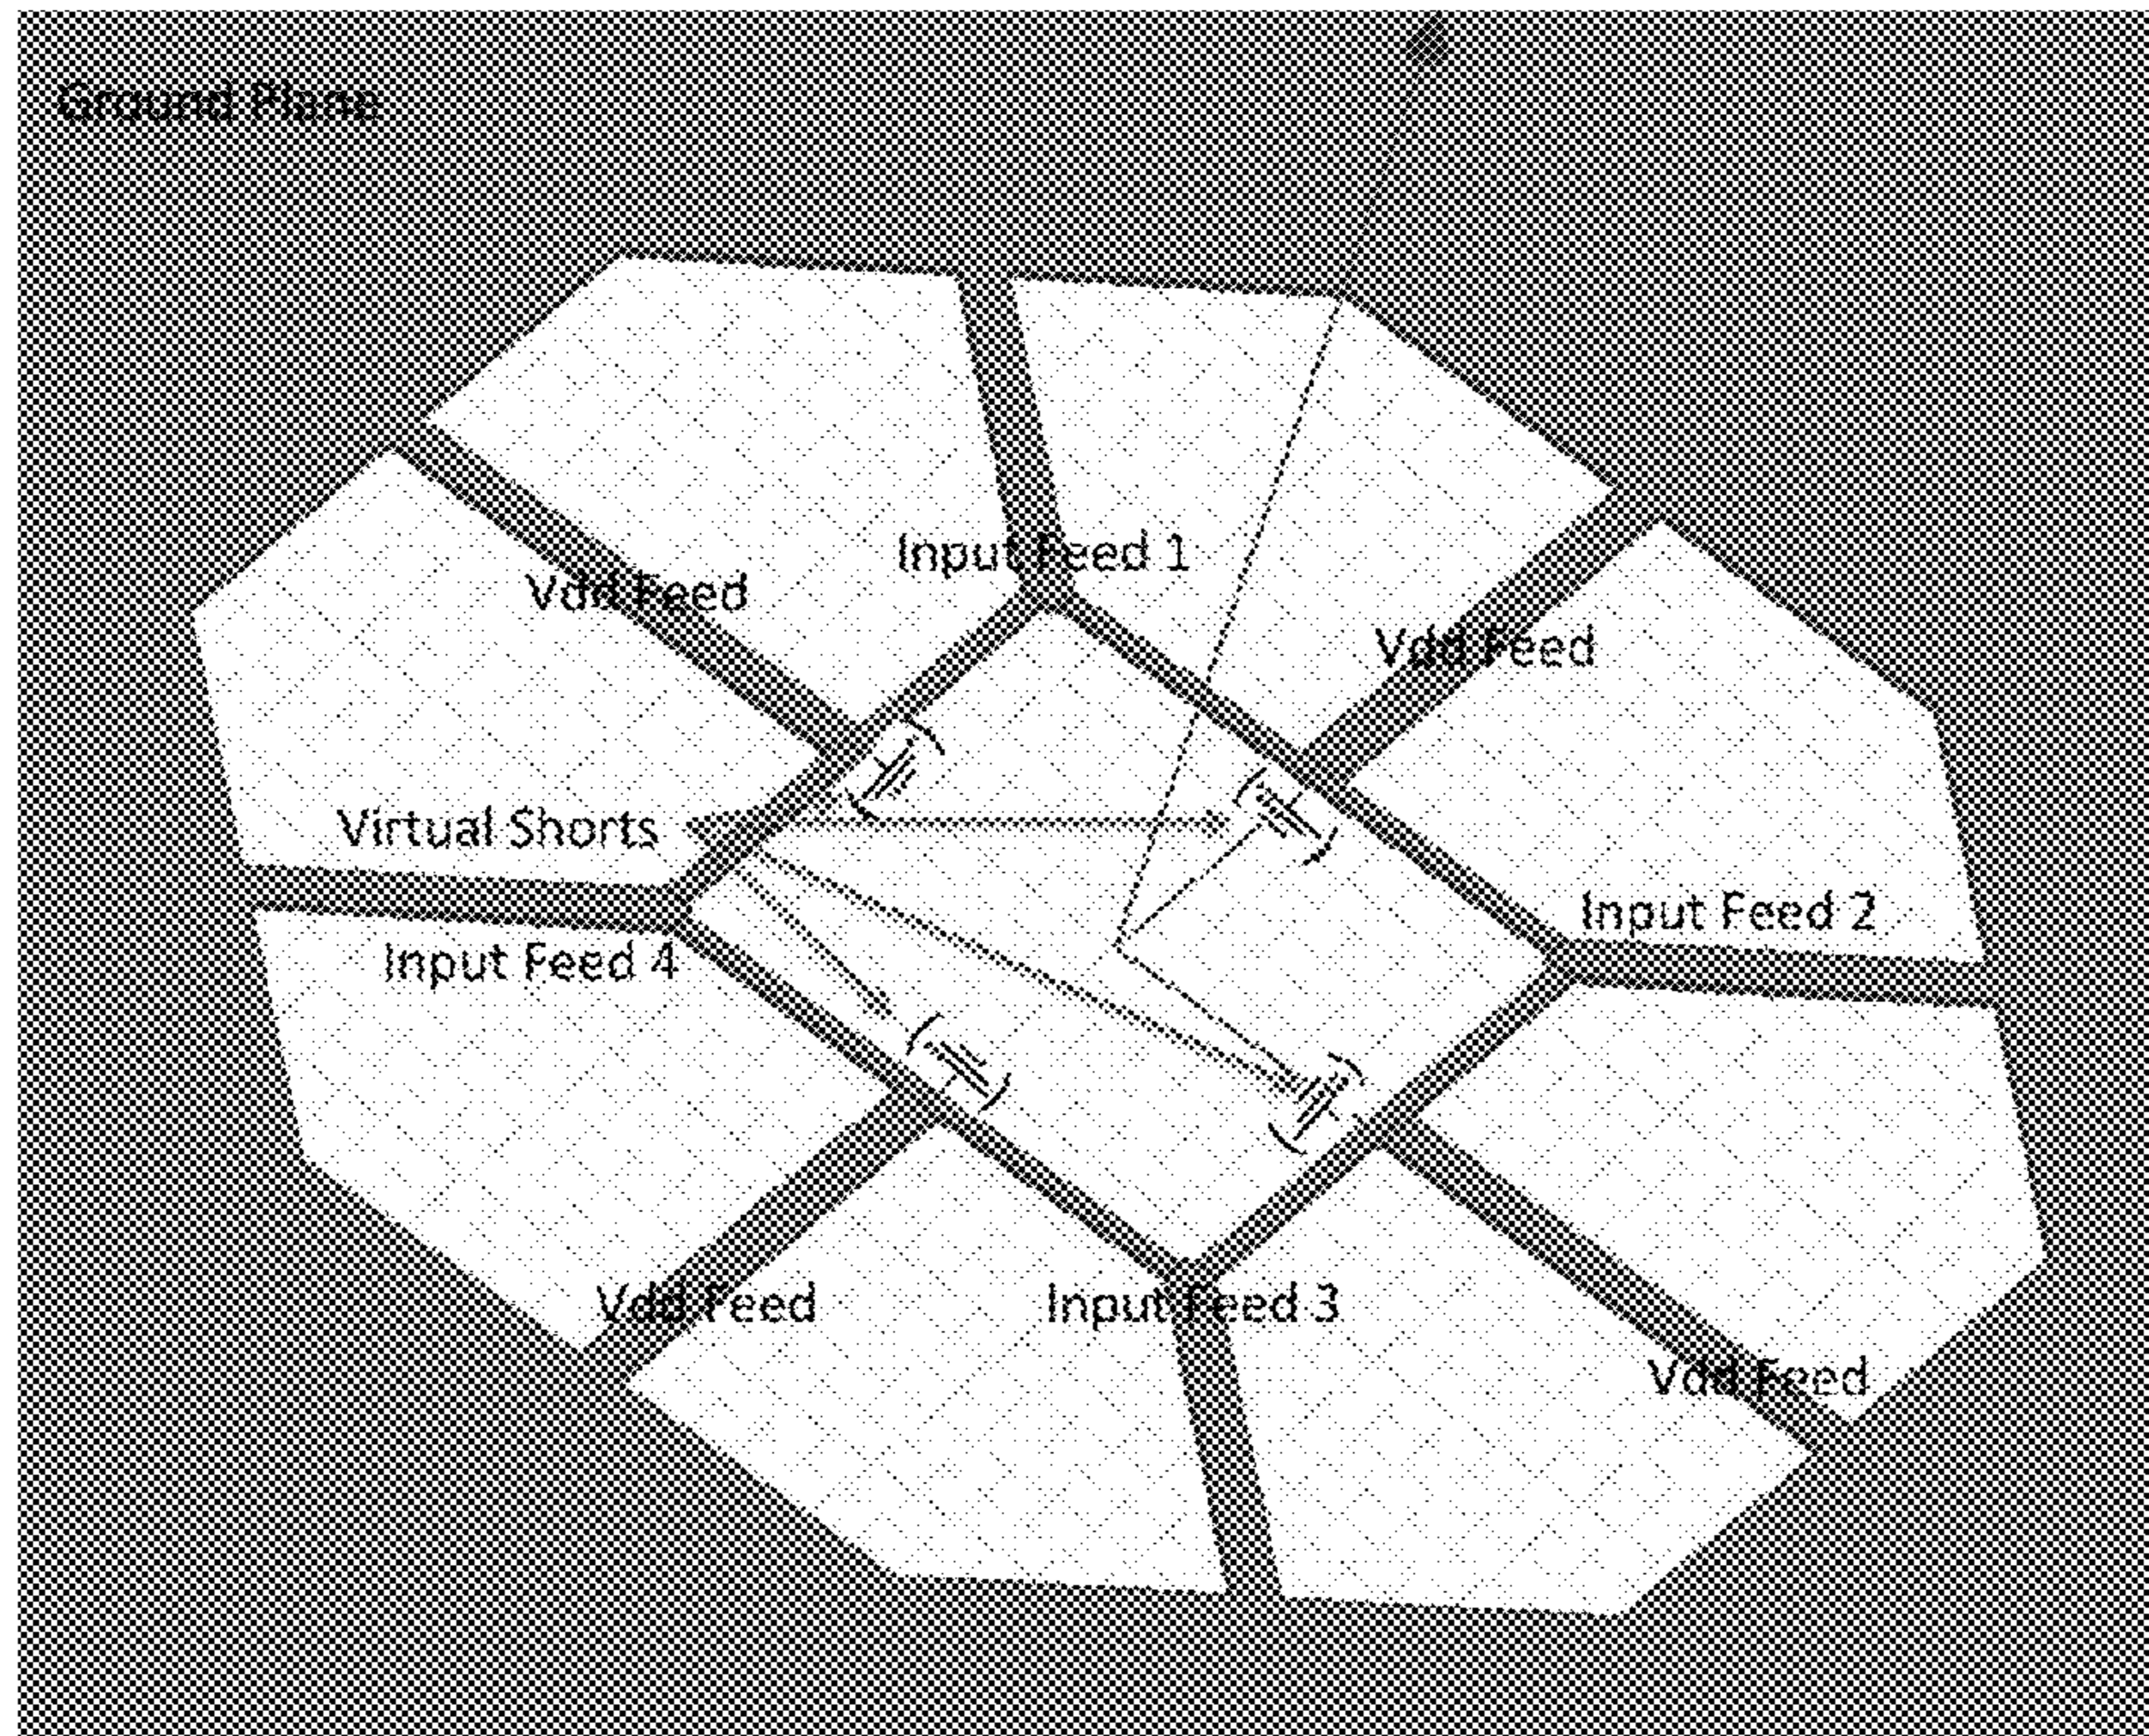 Ground Plane
Input Feed 1
Vdd Feed
Vdd Feed
Virtual Shorts
Input Feed 2
Input Feed 4
Vdd Feed
Input Feed 3
Vdd Feed